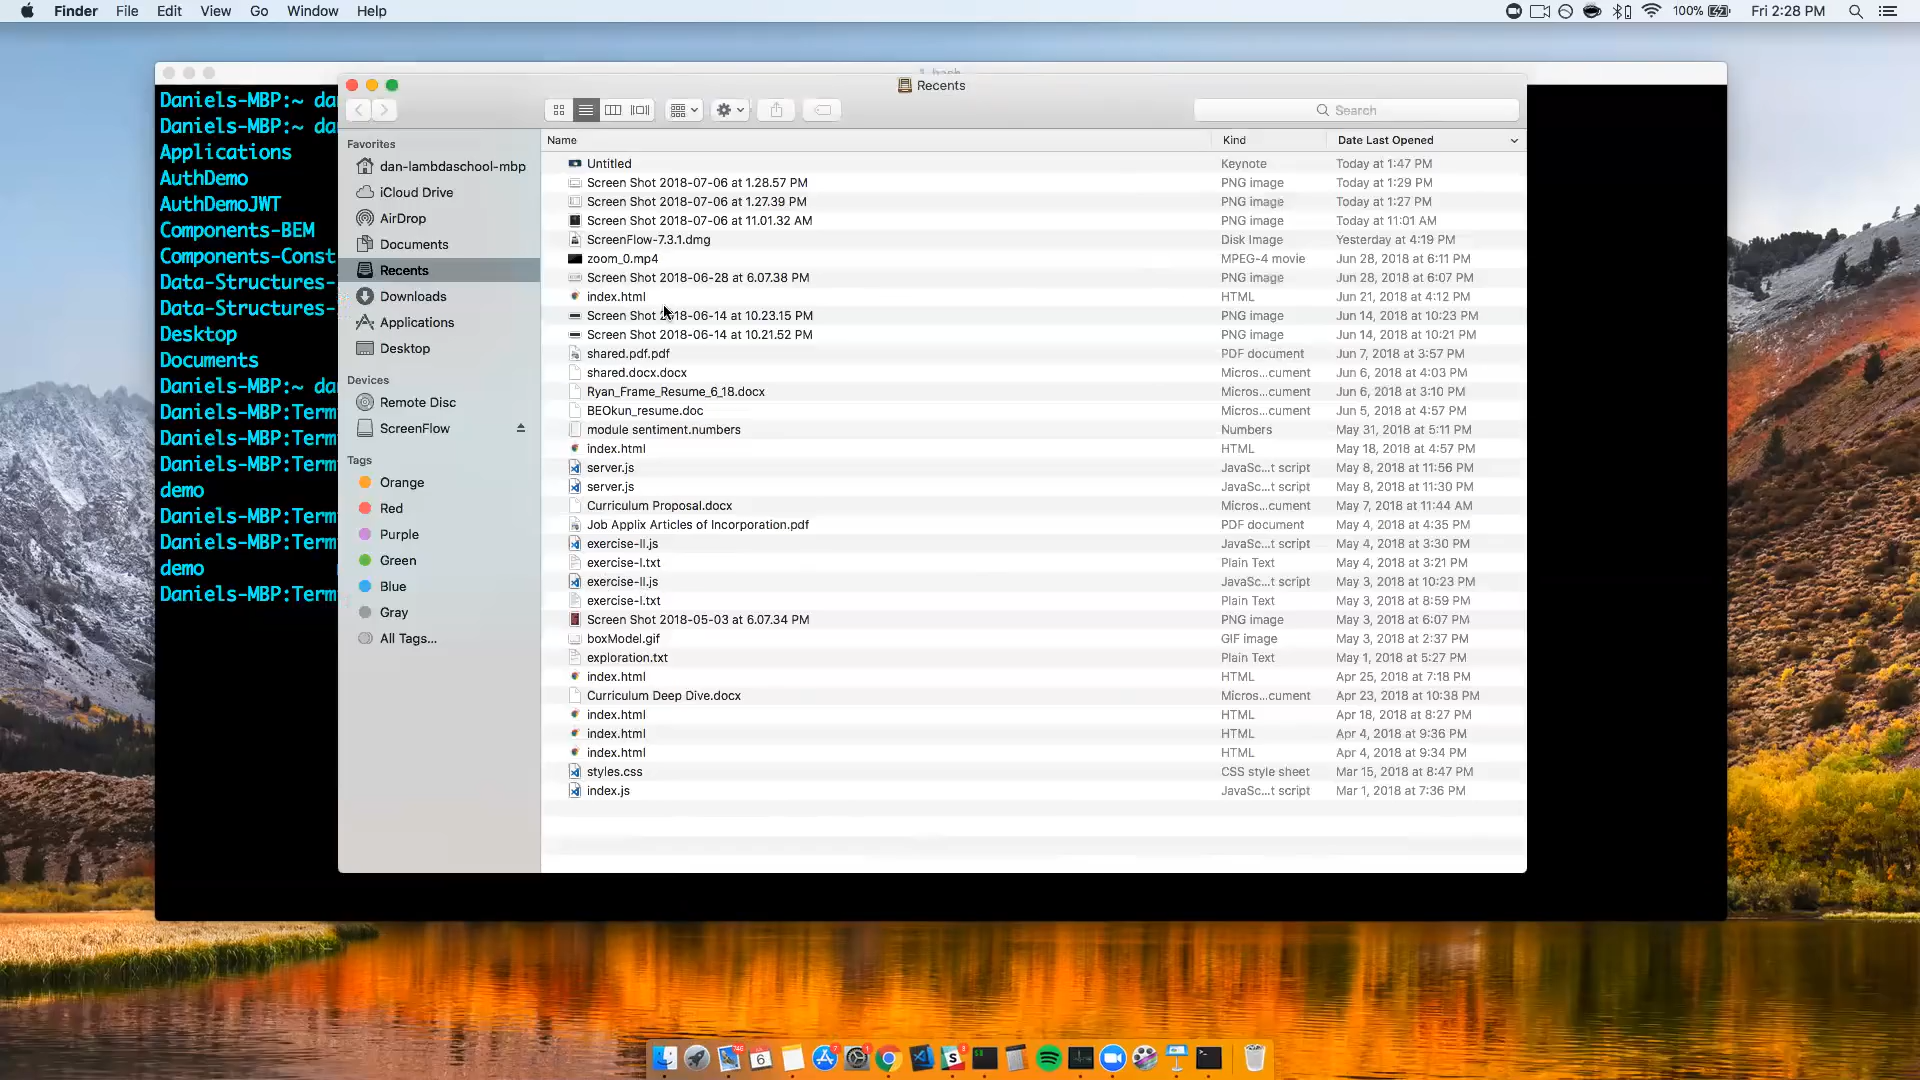 Finder File Edit View Go Window Help 100% Fri 2:28 PM
Recents
Search
Daniels-MBP:~ da
Daniels-MBP:~ da
Applications
AuthDemo
AuthDemoJWT
Components-BEM
Components-Const
Data-Structures-
Data-Structures-
Desktop
Documents
Daniels-MBP:~ da
Daniels-MBP:Term
Daniels-MBP:Term
Daniels-MBP:Term
demo
Daniels-MBP:Term
Daniels-MBP:Term
demo
Daniels-MBP:Term
Favorites
dan-lambdaschool-mbp
iCloud Drive
AirDrop
Documents
Recents
Downloads
Applications
Desktop
Devices
Remote Disc
ScreenFlow
Tags
Orange
Red
Purple
Green
Blue
Gray
All Tags...
Name Kind Date Last Opened
Untitled Keynote Today at 1:47 PM
Screen Shot 2018-07-06 at 1.28.57 PM PNG image Today at 1:29 PM
Screen Shot 2018-07-06 at 1.27.39 PM PNG image Today at 1:27 PM
Screen Shot 2018-07-06 at 11.01.32 AM PNG image Today at 11:01 AM
ScreenFlow-7.3.1.dmg Disk Image Yesterday at 4:19 PM
zoom_0.mp4 MPEG-4 movie Jun 28, 2018 at 6:11 PM
Screen Shot 2018-06-28 at 6.07.38 PM PNG image Jun 28, 2018 at 6:07 PM
index.html HTML Jun 21, 2018 at 4:12 PM
Screen Shot 2018-06-14 at 10.23.15 PM PNG image Jun 14, 2018 at 10:23 PM
Screen Shot 2018-06-14 at 10.21.52 PM PNG image Jun 14, 2018 at 10:21 PM
shared.pdf.pdf PDF document Jun 7, 2018 at 3:57 PM
shared.docx.docx Micros...cument Jun 6, 2018 at 4:03 PM
Ryan_Frame_Resume_6_18.docx Micros...cument Jun 6, 2018 at 3:10 PM
BEOkun_resume.doc Micros...cument Jun 5, 2018 at 4:57 PM
module sentiment.numbers Numbers May 31, 2018 at 5:11 PM
index.html HTML May 18, 2018 at 4:57 PM
server.js JavaSc...t script May 8, 2018 at 11:56 PM
server.js JavaSc...t script May 8, 2018 at 11:30 PM
Curriculum Proposal.docx Micros...cument May 7, 2018 at 11:44 AM
Job Applix Articles of Incorporation.pdf PDF document May 4, 2018 at 4:35 PM
exercise-II.js JavaSc...t script May 4, 2018 at 3:30 PM
exercise-I.txt Plain Text May 4, 2018 at 3:21 PM
exercise-II.js JavaSc...t script May 3, 2018 at 10:23 PM
exercise-I.txt Plain Text May 3, 2018 at 8:59 PM
Screen Shot 2018-05-03 at 6.07.34 PM PNG image May 3, 2018 at 6:07 PM
boxModel.gif GIF image May 3, 2018 at 2:37 PM
exploration.txt Plain Text May 1, 2018 at 5:27 PM
index.html HTML Apr 25, 2018 at 7:18 PM
Curriculum Deep Dive.docx Micros...cument Apr 23, 2018 at 10:38 PM
index.html HTML Apr 18, 2018 at 8:27 PM
index.html HTML Apr 4, 2018 at 9:36 PM
index.html HTML Apr 4, 2018 at 9:34 PM
styles.css CSS style sheet Mar 15, 2018 at 8:47 PM
index.js JavaSc...t script Mar 1, 2018 at 7:36 PM
6